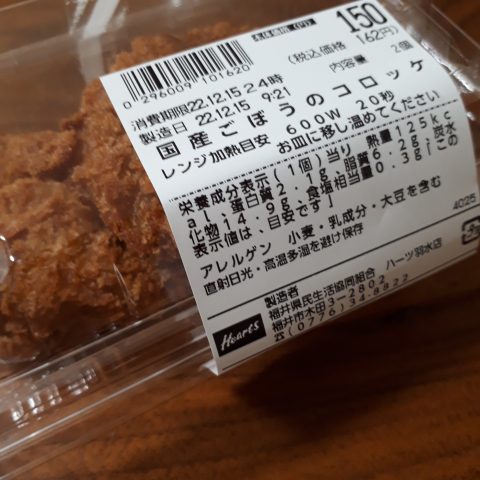 本体価格(円) 150
(税込価格 162円)
内容量 2個
0 296009 101620
消費期限22.12.15 24時
製造日 22.12.15 9:21
国産ごぼうのコロッケ
レンジ加熱目安 600W 20秒
お皿に移し温めてください
栄養成分表示(1個)当り 熱量125kc
al,蛋白質2.1g,脂質6.2g,炭水
化物14.9g,食塩相当量0.3g[この
表示値は、目安です]
アレルゲン 小麦・乳成分・大豆を含む
直射日光・高温多湿を避け保存
4025
製造者
福井県民生活協同組合 ハーツ羽水店
福井市木田3-2802
☎(0776)34-8822
Hearts